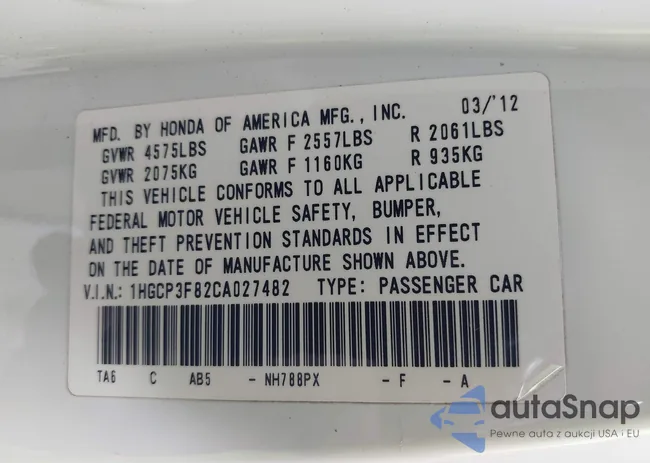 MFD. BY HONDA OF AMERICA MFG., INC. 03/'12
GVWR 4575LBS GAWR F 2557LBS R 2061LBS
GVWR 2075KG GAWR F 1160KG R 935KG
THIS VEHICLE CONFORMS TO ALL APPLICABLE
FEDERAL MOTOR VEHICLE SAFETY, BUMPER,
AND THEFT PREVENTION STANDARDS IN EFFECT
ON THE DATE OF MANUFACTURE SHOWN ABOVE.
V.I.N.: 1HGCP3F82CA027482 TYPE: PASSENGER CAR
TA6 C AB5 - NH788PX - F - A
autaSnap
Pewne auta z aukcji USA i EU